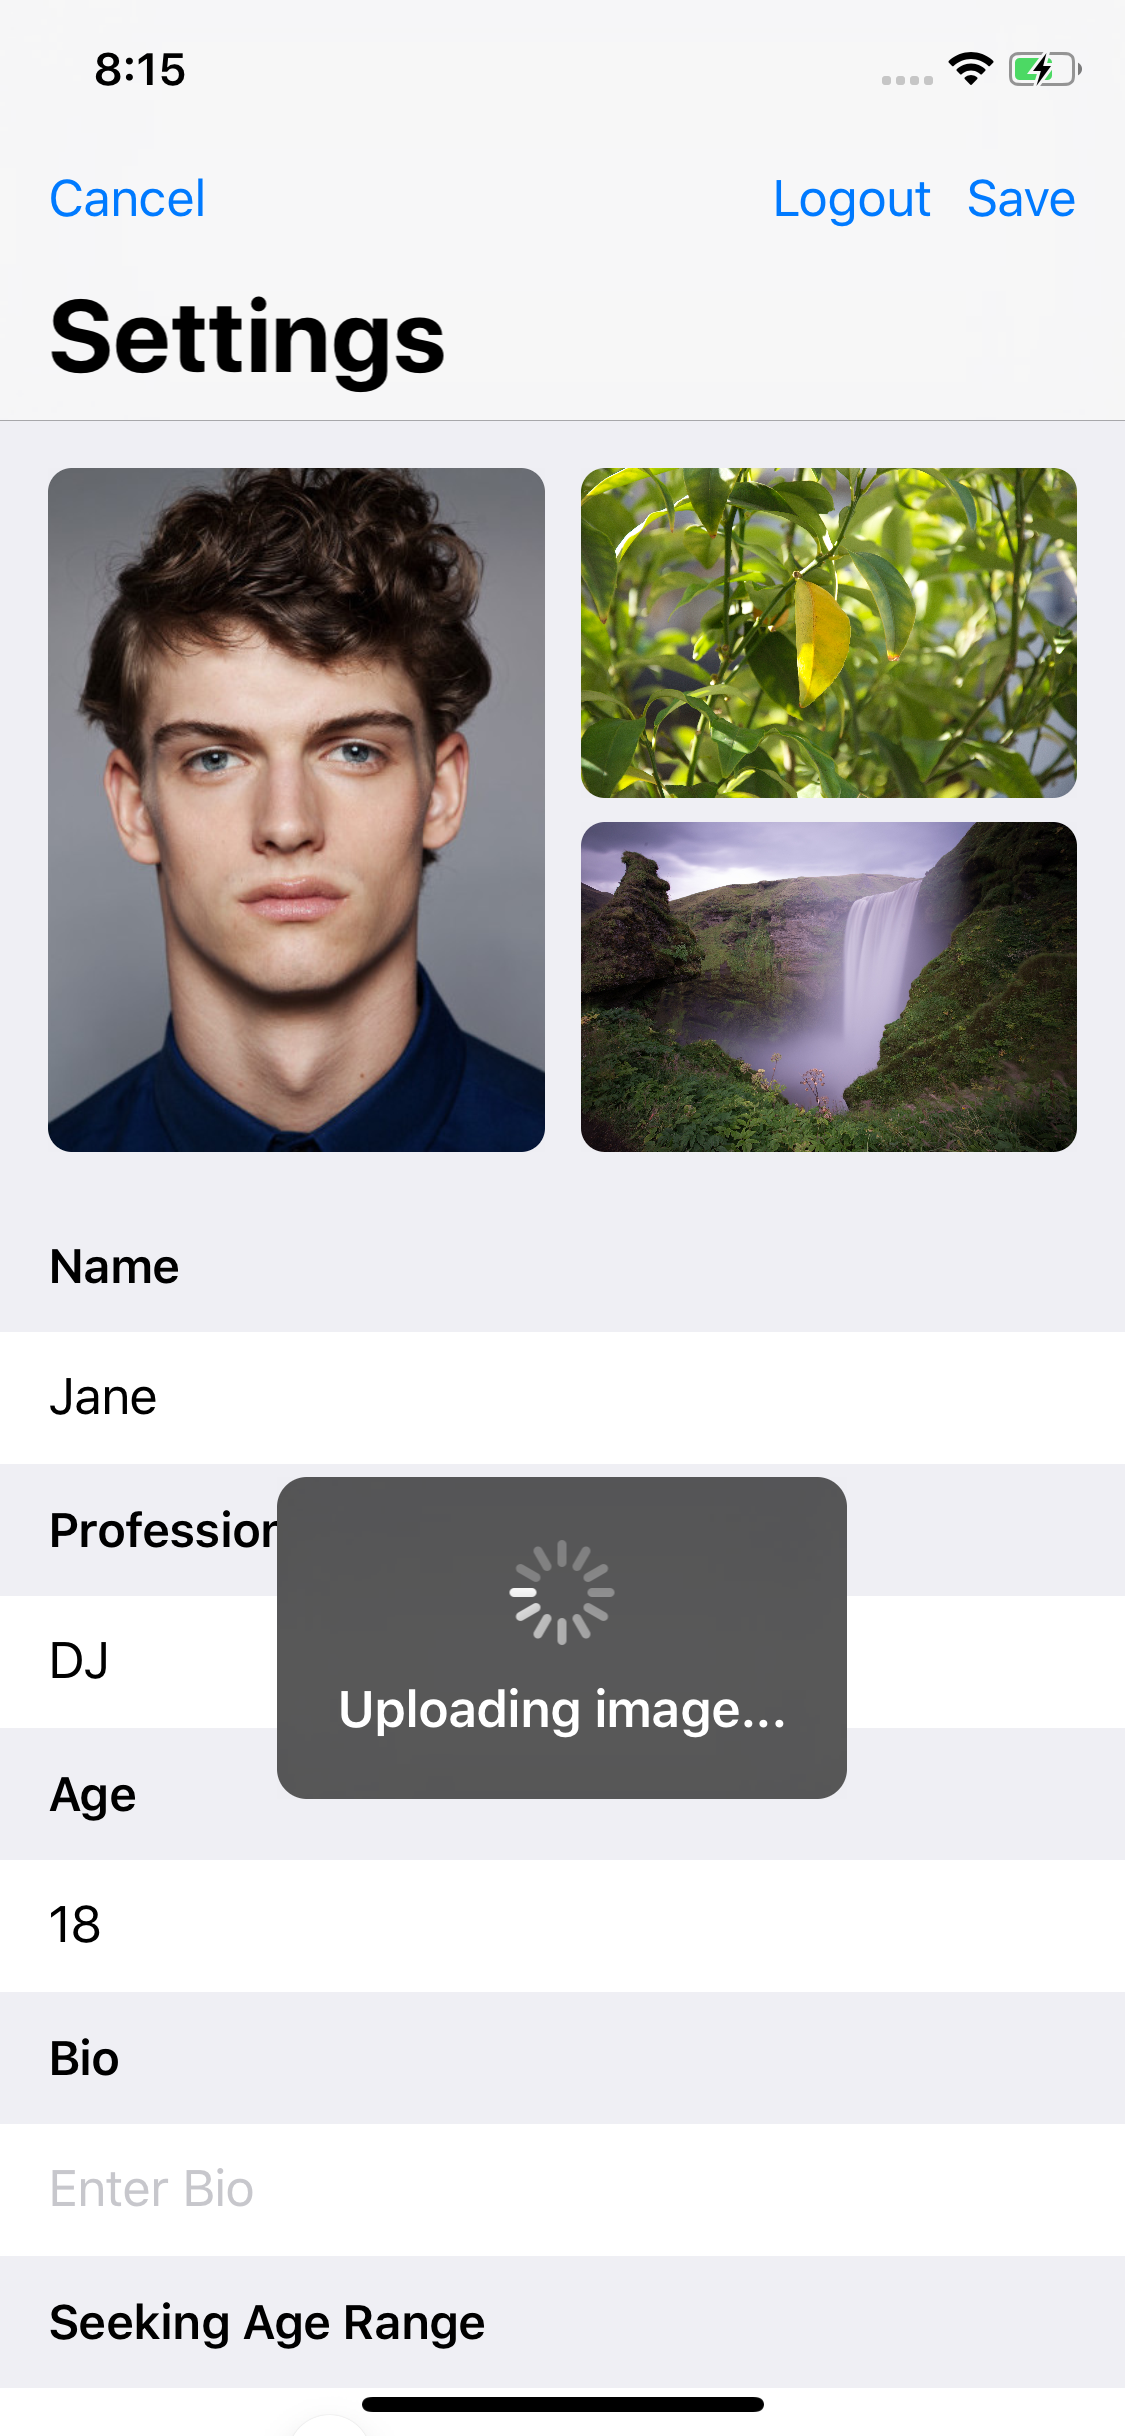 8:15
Cancel Logout Save
Settings
Name
Jane
Profession
DJ
Uploading image...
Age
18
Bio
Enter Bio
Seeking Age Range